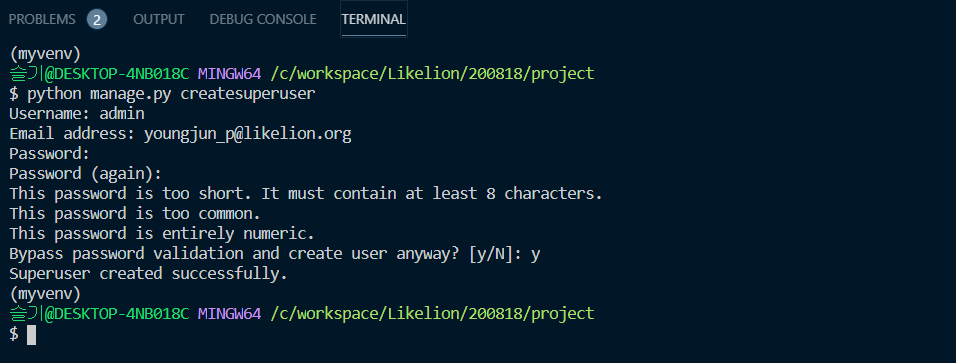 PROBLEMS 2 OUTPUT DEBUG CONSOLE TERMINAL
(myvenv)
슬기@DESKTOP-4NB018C MINGW64 /c/workspace/Likelion/200818/project
$ python manage.py createsuperuser
Username: admin
Email address: youngjun_p@likelion.org
Password:
Password (again):
This password is too short. It must contain at least 8 characters.
This password is too common.
This password is entirely numeric.
Bypass password validation and create user anyway? [y/N]: y
Superuser created successfully.
(myvenv)
슬기@DESKTOP-4NB018C MINGW64 /c/workspace/Likelion/200818/project
$